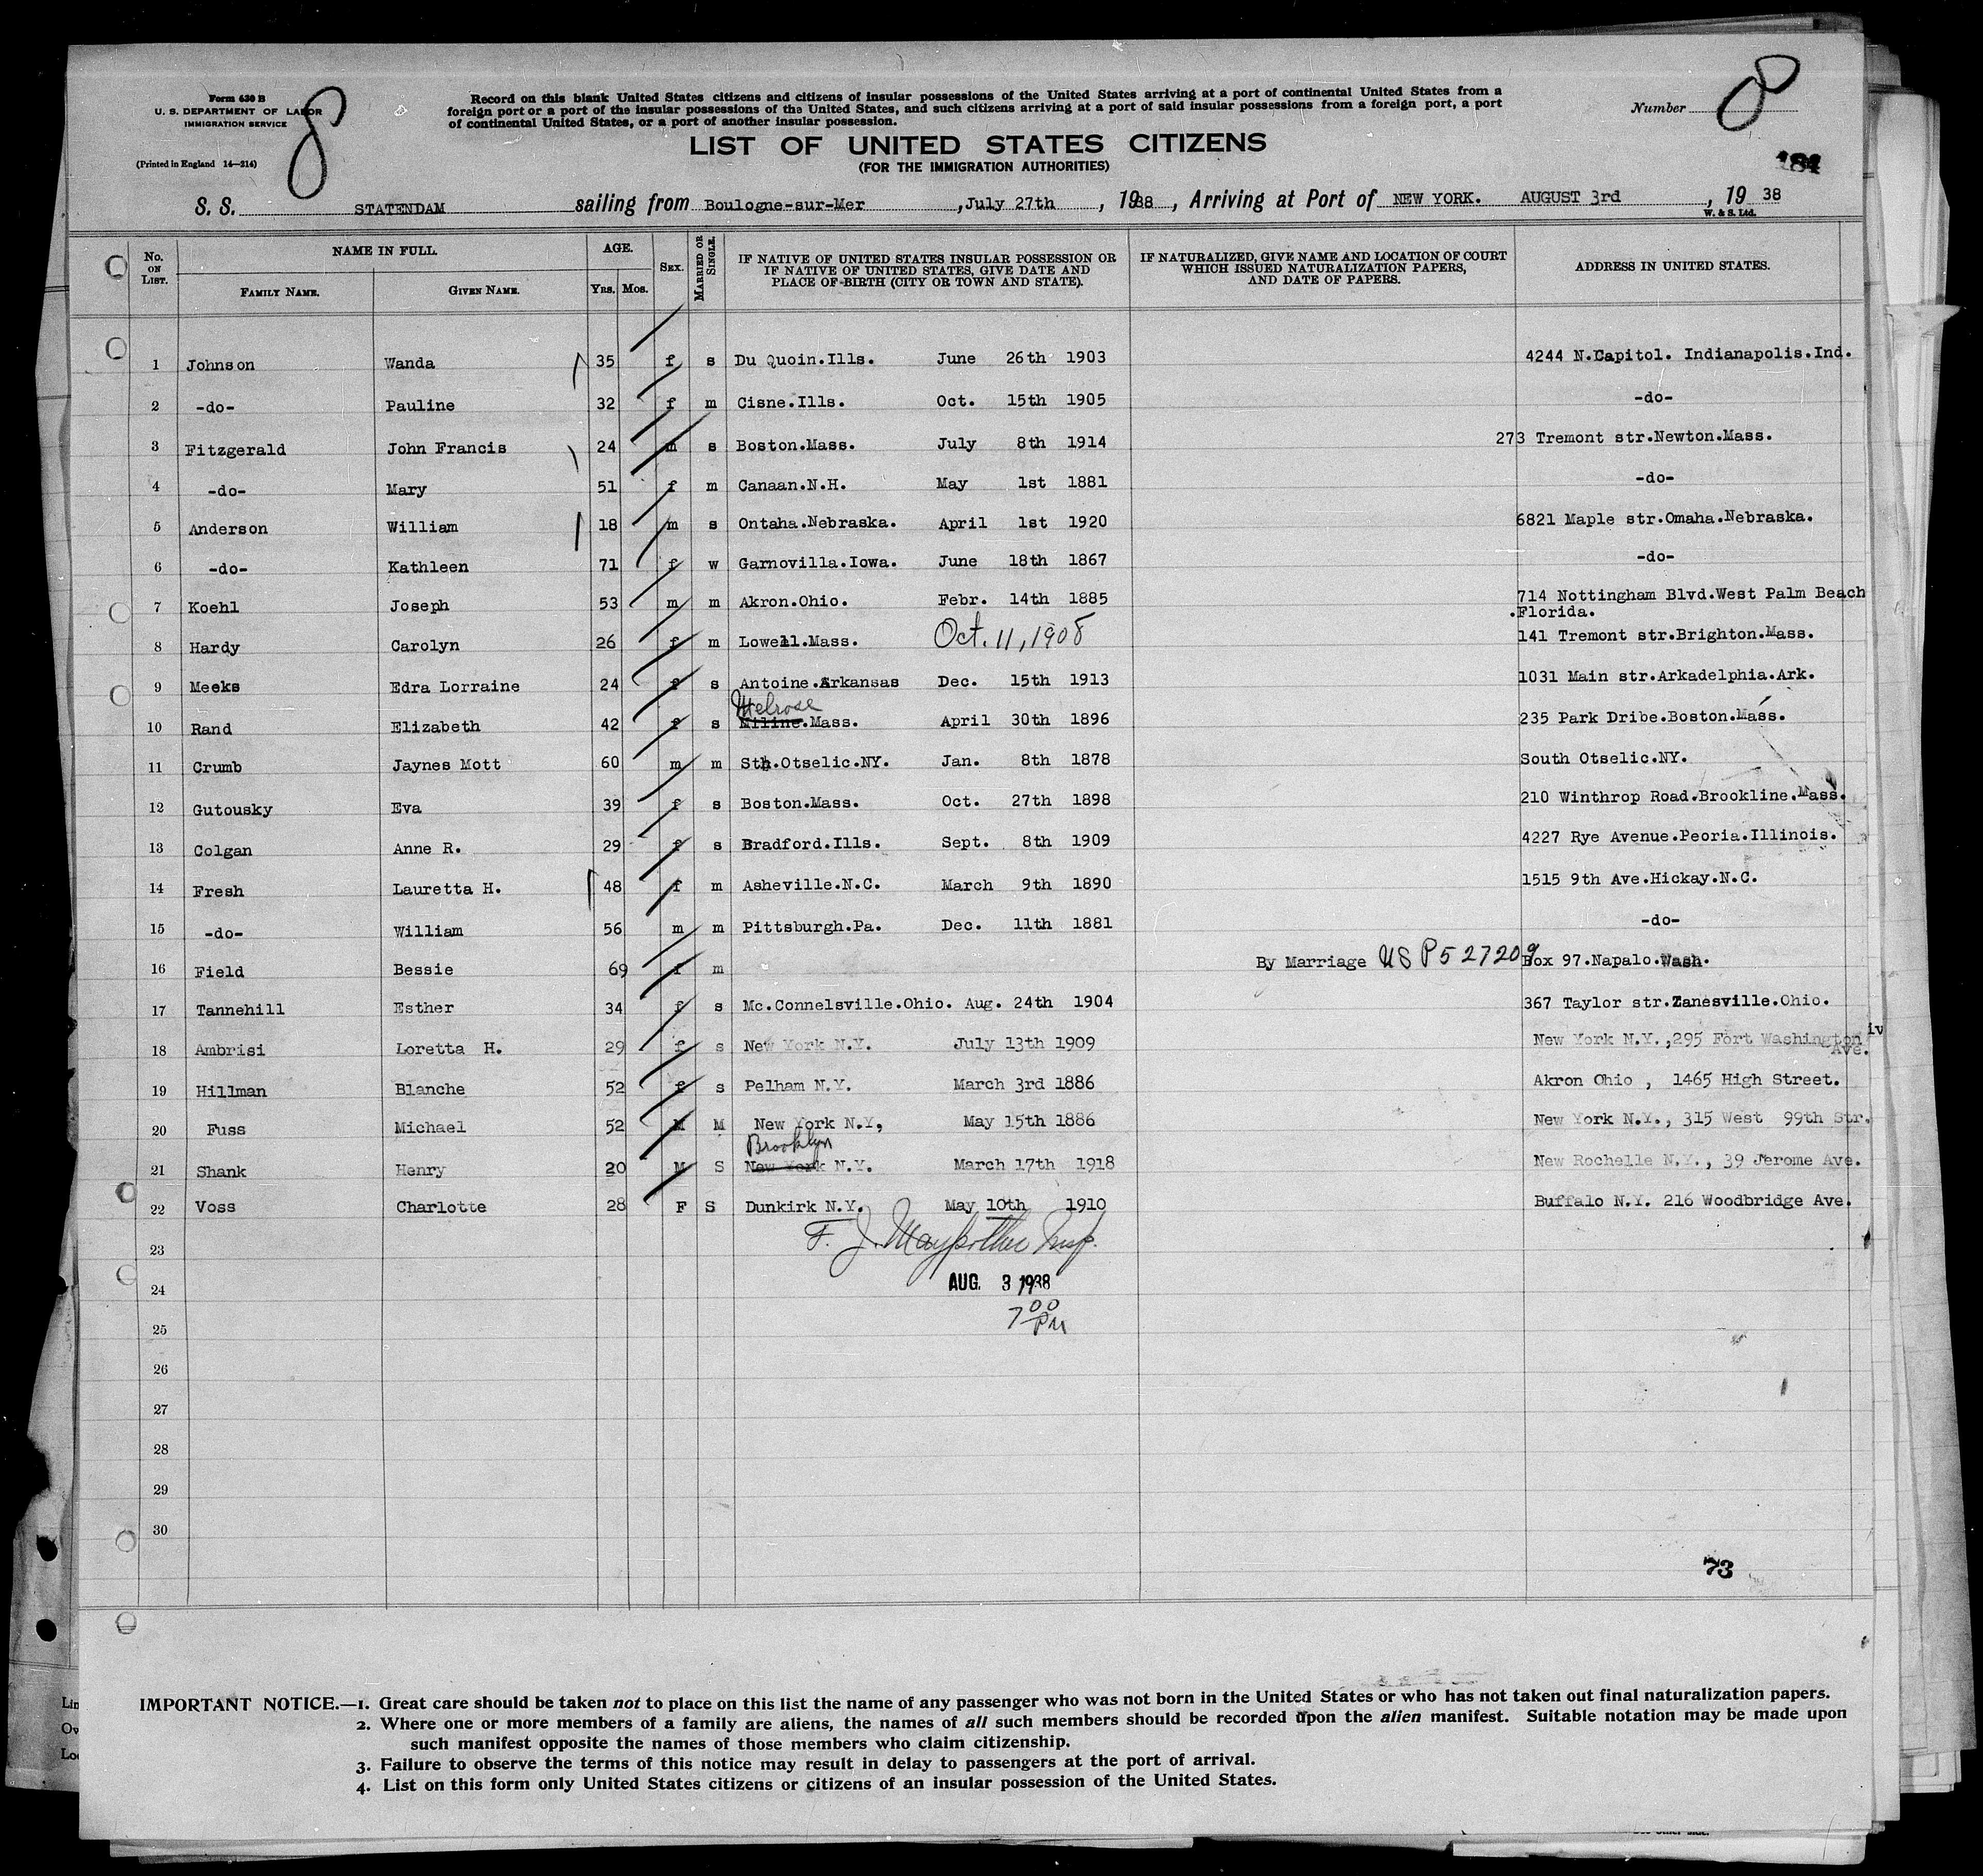 Form 630 B
U. S. DEPARTMENT OF LABOR
IMMIGRATION SERVICE
(Printed in England 14—214)
8
Record on this blank United States citizens and citizens of insular possessions of the United States arriving at a port of continental United States from a
foreign port or a port of the insular possessions of the United States, and such citizens arriving at a port of said insular possessions from a foreign port, a port
of continental United States, or a port of another insular possession.
Number 8
LIST OF UNITED STATES CITIZENS
(FOR THE IMMIGRATION AUTHORITIES)
184
S. S. STATENDAM sailing from Boulogne-sur-Mer ,July 27th , 1938 , Arriving at Port of NEW YORK. AUGUST 3rd , 19 38
W. & S. Ltd.
No. ON LIST. NAME IN FULL. AGE. SEX. MARRIED OR SINGLE. IF NATIVE OF UNITED STATES INSULAR POSSESSION OR IF NATIVE OF UNITED STATES, GIVE DATE AND PLACE OF BIRTH (CITY OR TOWN AND STATE). IF NATURALIZED, GIVE NAME AND LOCATION OF COURT WHICH ISSUED NATURALIZATION PAPERS, AND DATE OF PAPERS. ADDRESS IN UNITED STATES.
FAMILY NAME. GIVEN NAME. YRS. MOS.
1 Johnson Wanda 35 f s Du Quoin.Ills. June 26th 1903 4244 N.Capitol. Indianapolis.Ind.
2 -do- Pauline 32 f m Cisne.Ills. Oct. 15th 1905 -do-
3 Fitzgerald John Francis 24 m s Boston.Mass. July 8th 1914 273 Tremont str.Newton.Mass.
4 -do- Mary 51 f m Canaan.N.H. May 1st 1881 -do-
5 Anderson William 18 m s Ontaha.Nebraska. April 1st 1920 6821 Maple str.Omaha.Nebraska.
6 -do- Kathleen 71 f w Garnovilla.Iowa. June 18th 1867 -do-
7 Koehl Joseph 53 m m Akron.Ohio. Febr. 14th 1885 714 Nottingham Blvd.West Palm Beach
.Florida.
8 Hardy Carolyn 26 f m Lowell.Mass. Oct. 11, 1908 141 Tremont str.Brighton.Mass.
9 Meeks Edra Lorraine 24 f s Antoine.Arkansas Dec. 15th 1913 1031 Main str.Arkadelphia.Ark.
Melrose
10 Rand Elizabeth 42 f s Niline.Mass. April 30th 1896 235 Park Dribe.Boston.Mass.
11 Crumb Jaynes Mott 60 m m Sth.Otselic.NY. Jan. 8th 1878 South Otselic.NY.
12 Gutousky Eva 39 f s Boston.Mass. Oct. 27th 1898 210 Winthrop Road.Brookline.Mass.
13 Colgan Anne R. 29 f s Bradford.Ills. Sept. 8th 1909 4227 Rye Avenue.Peoria.Illinois.
14 Fresh Lauretta H. 48 f m Asheville.N.C. March 9th 1890 1515 9th Ave.Hickay.N.C.
15 -do- William 56 m m Pittsburgh.Pa. Dec. 11th 1881 -do-
16 Field Bessie 69 f m By Marriage US P527209 Box 97.Napalo.Wash.
17 Tannehill Esther 34 f s Mc.Connelsville.Ohio. Aug. 24th 1904 367 Taylor str.Zanesville.Ohio.
18 Ambrisi Loretta H. 29 f s New York N.Y. July 13th 1909 New York N.Y.,295 Fort Washington
Ave.
19 Hillman Blanche 52 f s Pelham N.Y. March 3rd 1886 Akron Ohio , 1465 High Street.
20 Fuss Michael 52 M M New York N.Y, May 15th 1886 New York N.Y., 315 West 99th Str.
Brooklyn
21 Shank Henry 20 M S New York N.Y. March 17th 1918 New Rochelle N.Y., 39 Jerome Ave.
22 Voss Charlotte 28 F S Dunkirk N.Y. May 10th 1910 Buffalo N.Y. 216 Woodbridge Ave.
23 F. J. Maypother Insp.
24 AUG. 3 1938
7 00 PM
25
26
27
28
29
30
73
IMPORTANT NOTICE.—1. Great care should be taken not to place on this list the name of any passenger who was not born in the United States or who has not taken out final naturalization papers.
2. Where one or more members of a family are aliens, the names of all such members should be recorded upon the alien manifest. Suitable notation may be made upon
such manifest opposite the names of those members who claim citizenship.
3. Failure to observe the terms of this notice may result in delay to passengers at the port of arrival.
4. List on this form only United States citizens or citizens of an insular possession of the United States.